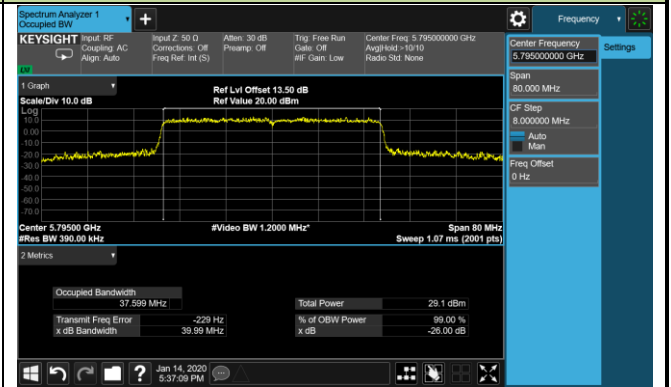 Spectrum Analyzer 1
Occupied BW
Frequency
KEYSIGHT
Input: RF
Coupling: AC
Align: Auto
Input Z: 50 Ω
Corrections: Off
Freq Ref: Int (S)
Atten: 30 dB
Preamp: Off
Trig: Free Run
Gate: Off
#IF Gain: Low
Center Freq: 5.795000000 GHz
Avg|Hold:>10/10
Radio Std: None
Center Frequency
5.795000000 GHz
Settings
Span
80.000 MHz
CF Step
8.000000 MHz
Auto
Man
Freq Offset
0 Hz
1 Graph
Scale/Div 10.0 dB
Ref Lvl Offset 13.50 dB
Ref Value 20.00 dBm
Log
10.0
0.00
-10.0
-20.0
-30.0
-40.0
-50.0
-60.0
-70.0
Center 5.79500 GHz
#Res BW 390.00 kHz
#Video BW 1.2000 MHz*
Span 80 MHz
Sweep 1.07 ms (2001 pts)
2 Metrics
Occupied Bandwidth
37.599 MHz
Total Power 29.1 dBm
Transmit Freq Error -229 Hz
% of OBW Power 99.00 %
x dB Bandwidth 39.99 MHz
x dB -26.00 dB
Jan 14, 2020
5:37:09 PM